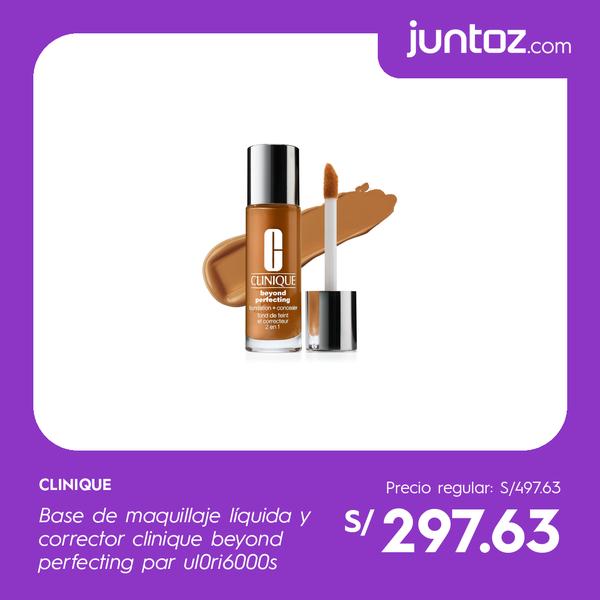 juntoz.com
C
CLINIQUE
beyond
perfecting
foundation + concealer
fond de teint
et correcteur
2 en 1
CLINIQUE
Base de maquillaje líquida y
corrector clinique beyond
perfecting par ul0ri6000s
Precio regular: S/497.63
S/ 297.63